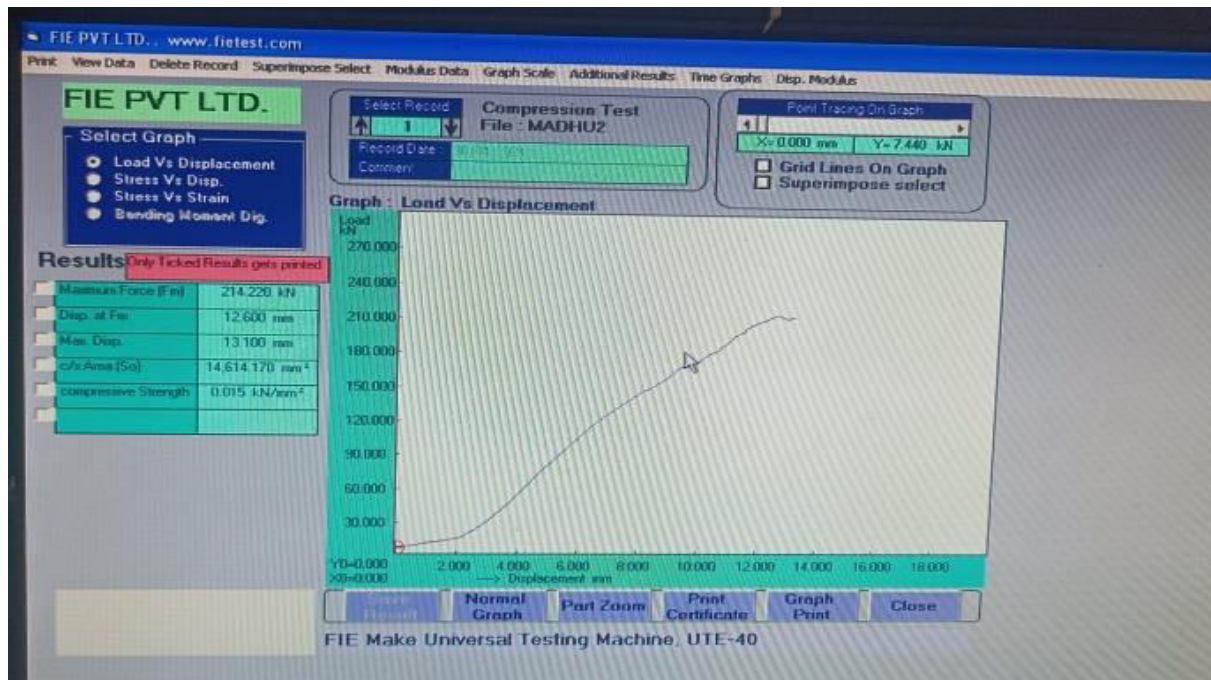 FIE PVT LTD., www.fietest.com
Print View Data Delete Record Superimpose Select Modulus Data Graph Scale Additional Results Time Graphs Disp. Modulus
FIE PVT LTD.
Select Graph
Load Vs Displacement
Stress Vs Disp.
Stress Vs Strain
Bending Moment Dig.
Select Record
1
Compression Test
File : MADHU2
Record Date
Comment
Point Tracing On Graph
X= 0.000 mm Y= 7.440 kN
Grid Lines On Graph
Superimpose select
Results Only Ticked Results gets printed
Maximum Force (Fm) 214.220 kN
Disp. at Fm 12.600 mm
Max. Disp. 13.100 mm
c/s Area (So) 14,614.170 mm²
compressive Strength 0.015 kN/mm²
Graph : Load Vs Displacement
Load
kN
270.000
240.000
210.000
180.000
150.000
120.000
90.000
60.000
30.000
Y0=0.000 2.000 4.000 6.000 8.000 10.000 12.000 14.000 16.000 18.000
X0=0.000 ---> Displacement mm
Normal Graph
Part Zoom
Print Certificate
Graph Print
Close
FIE Make Universal Testing Machine, UTE-40